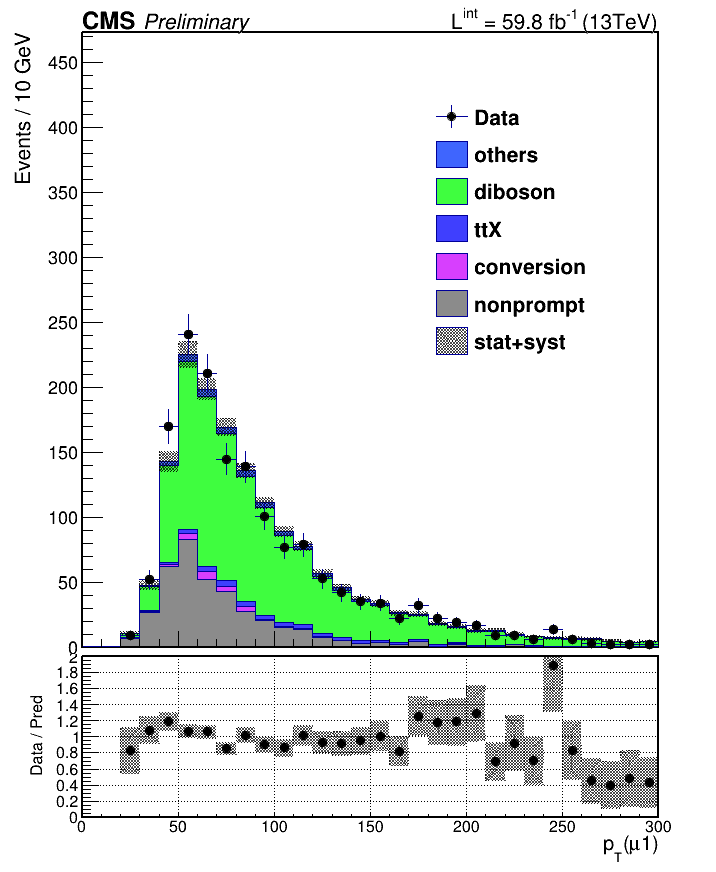 CMS Preliminary L^int = 59.8 fb^-1 (13TeV)
Events / 10 GeV
450
400
350
300
250
200
150
100
50
0
Data
others
diboson
ttX
conversion
nonprompt
stat+syst
Data / Pred
2
1.8
1.6
1.4
1.2
1
0.8
0.6
0.4
0.2
0
0 50 100 150 200 250 300
p_T(μ1)